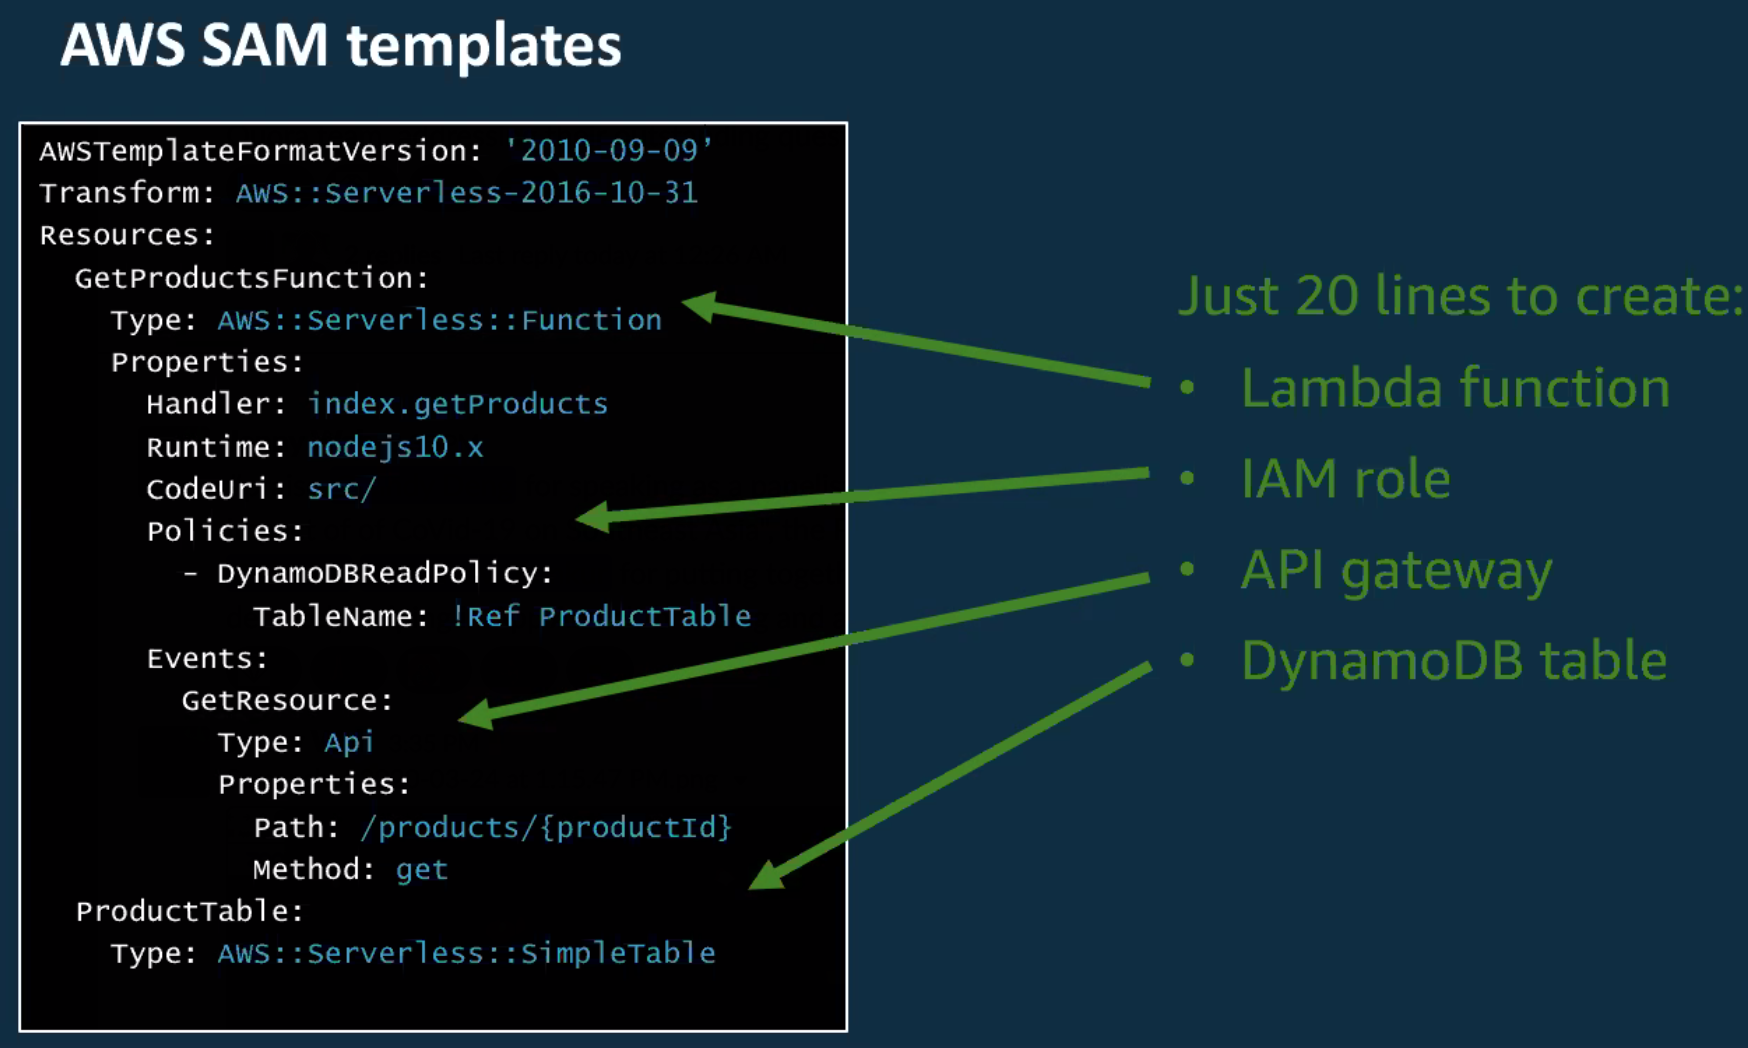 AWS SAM templates
AWSTemplateFormatVersion: '2010-09-09’
Transform: AWS::Serverless-2016-10-31
Resources:
  GetProductsFunction:
    Type: AWS::Serverless::Function
    Properties:
      Handler: index.getProducts
      Runtime: nodejs10.x
      CodeUri: src/
      Policies:
        - DynamoDBReadPolicy:
            TableName: !Ref ProductTable
      Events:
        GetResource:
          Type: Api
          Properties:
            Path: /products/{productId}
            Method: get
  ProductTable:
    Type: AWS::Serverless::SimpleTable
Just 20 lines to create:
• Lambda function
• IAM role
• API gateway
• DynamoDB table